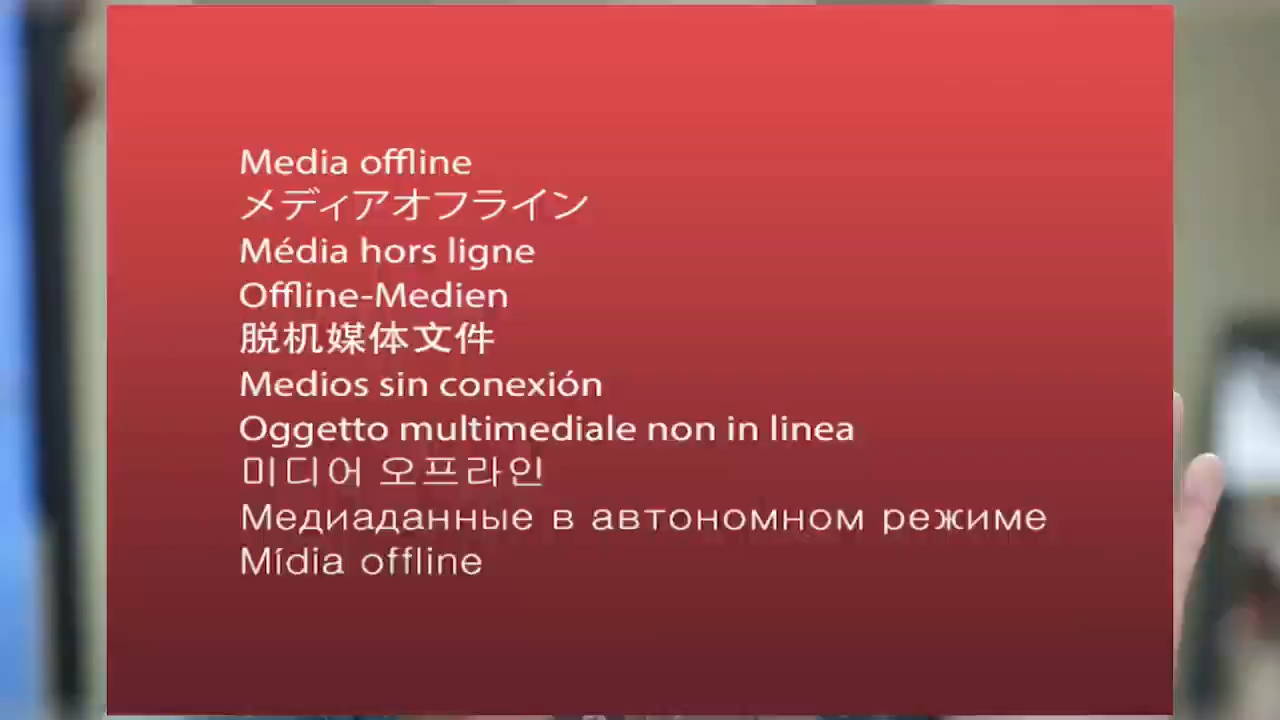 Media offline
メディアオフライン
Média hors ligne
Offline-Medien
脱机媒体文件
Medios sin conexión
Oggetto multimediale non in linea
미디어 오프라인
Медиаданные в автономном режиме
Mídia offline